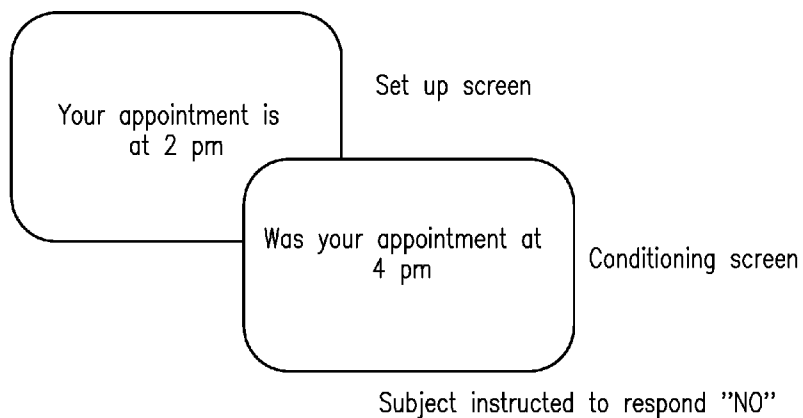 Your appointment is
at 2 pm
Set up screen
Was your appointment at
4 pm
Conditioning screen
Subject instructed to respond "NO"